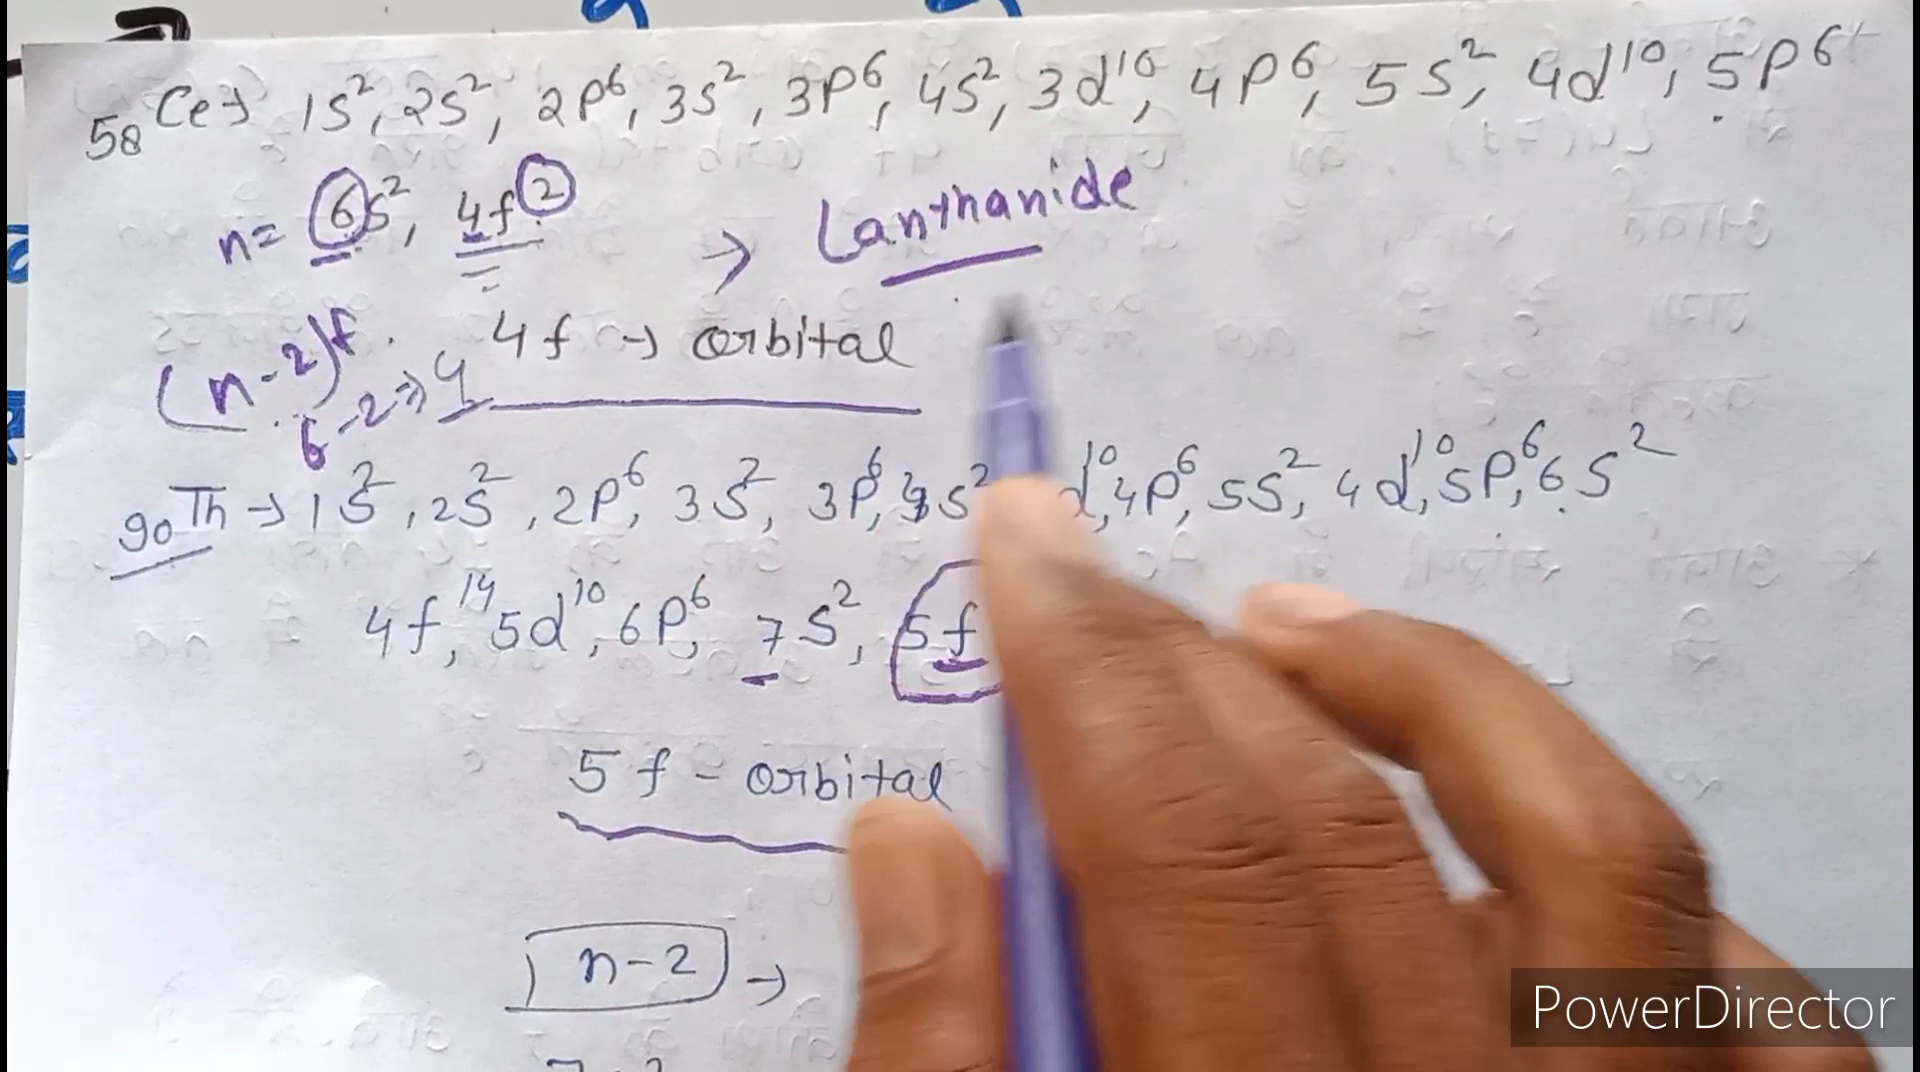 58Ce → 1s², 2s², 2p⁶, 3s², 3p⁶, 4s², 3d¹⁰, 4p⁶, 5s², 4d¹⁰, 5p⁶
n= 6s², 4f² → Lanthanide
(n-2)f 4f → orbital
6-2 ⇒ 4
90Th → 1s², 2s², 2p⁶, 3s², 3p⁶, 4s² d¹⁰, 4p⁶, 5s², 4d¹⁰, 5p⁶, 6s²
4f¹⁴, 5d¹⁰, 6p⁶, 7s², 5f
5f - orbital
n-2 →
PowerDirector